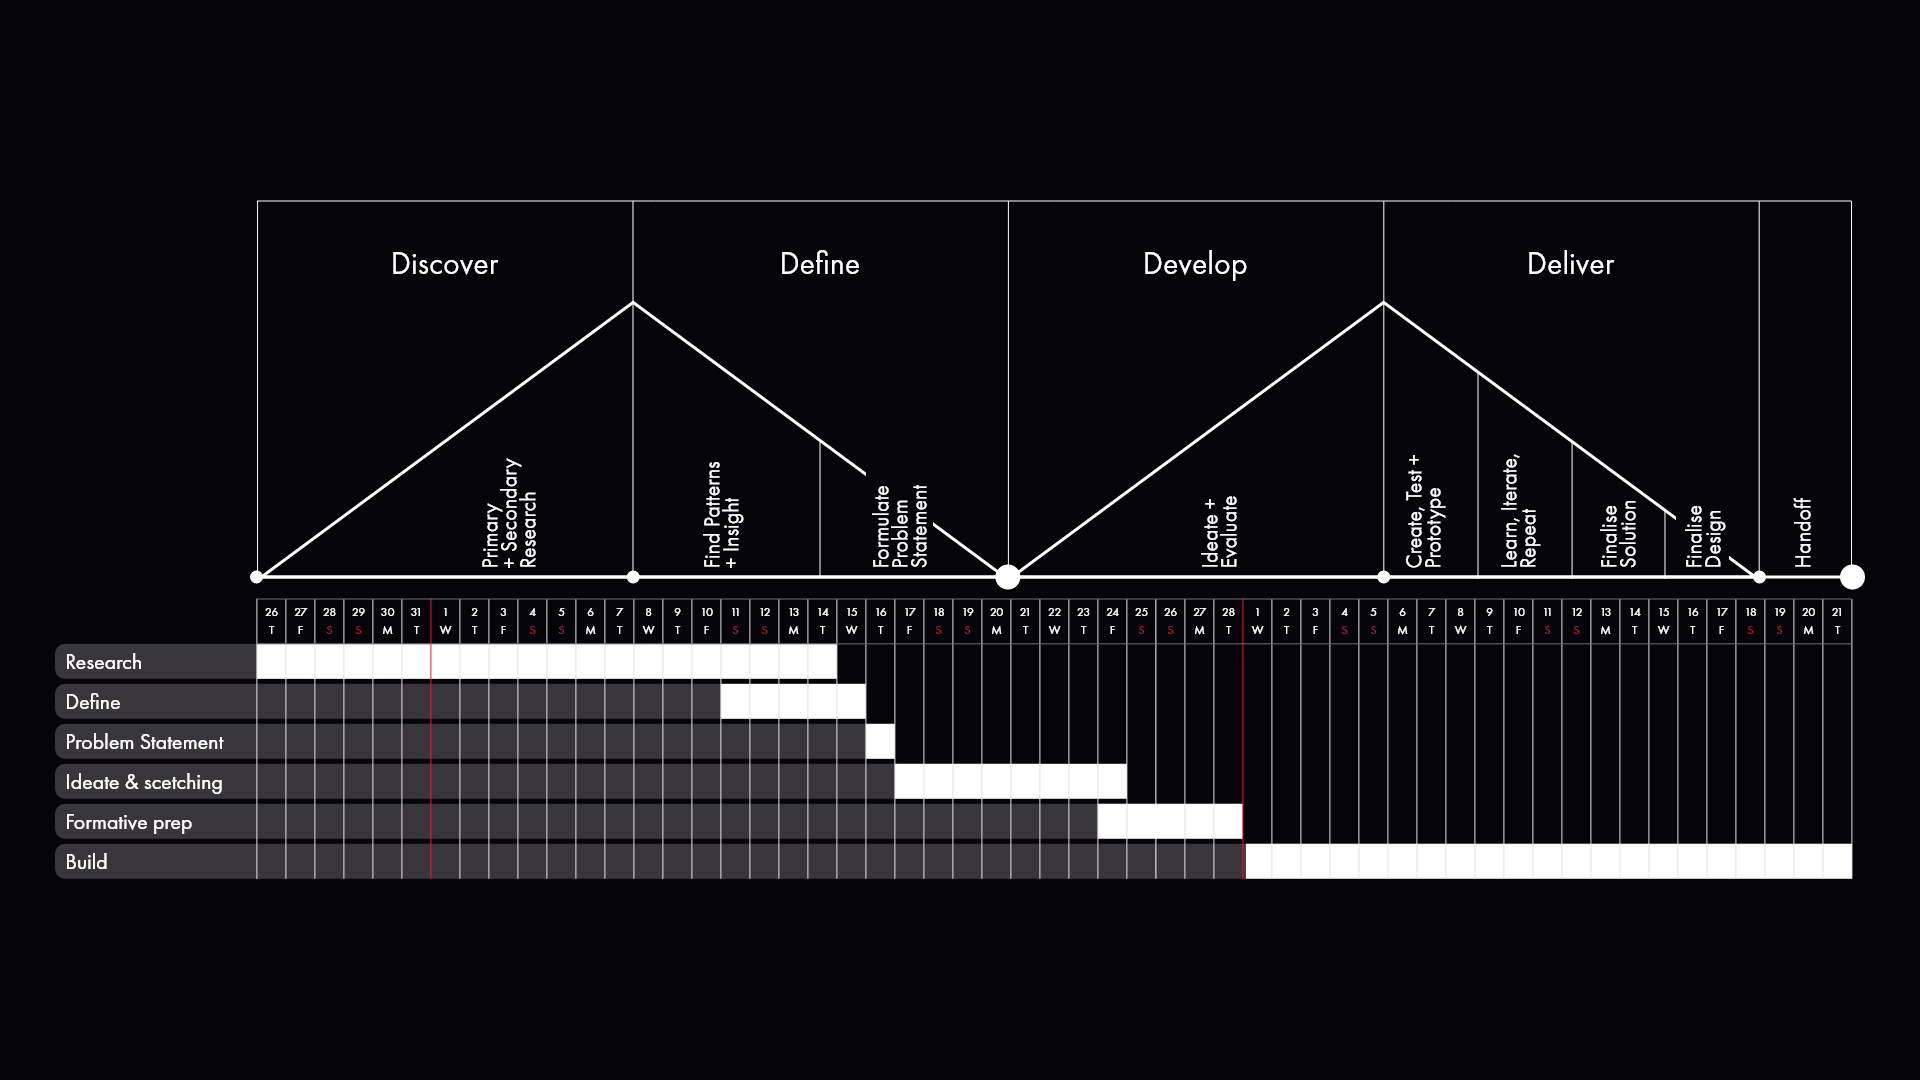 Discover
Define
Develop
Deliver
Primary
+ Secondary
Research
Find Patterns
+ Insight
Formulate
Problem
Statement
Ideate +
Evaluate
Create, Test +
Prototype
Learn, Iterate,
Repeat
Finalise
Solution
Finalise
Design
Handoff
26 27 28 29 30 31 1 2 3 4 5 6 7 8 9 10 11 12 13 14 15 16 17 18 19 20 21 22 23 24 25 26 27 28 1 2 3 4 5 6 7 8 9 10 11 12 13 14 15 16 17 18 19 20 21
T F S S M T W T F S S M T W T F S S M T W T F S S M T W T F S S M T W T F S S M T W T F S S M T W T F S S M T
Research
Define
Problem Statement
Ideate & scetching
Formative prep
Build